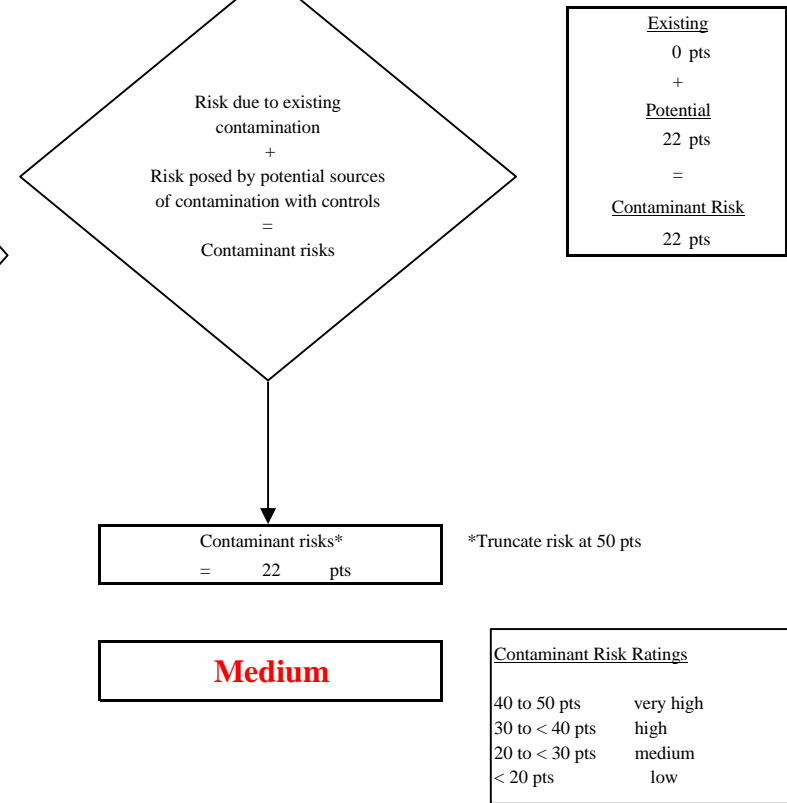 Risk due to existing
contamination
+
Risk posed by potential sources
of contamination with controls
=
Contaminant risks
Existing
0 pts
+
Potential
22 pts
=
Contaminant Risk
22 pts
Contaminant risks*
= 22 pts
*Truncate risk at 50 pts
Medium
Contaminant Risk Ratings
40 to 50 pts very high
30 to < 40 pts high
20 to < 30 pts medium
< 20 pts low